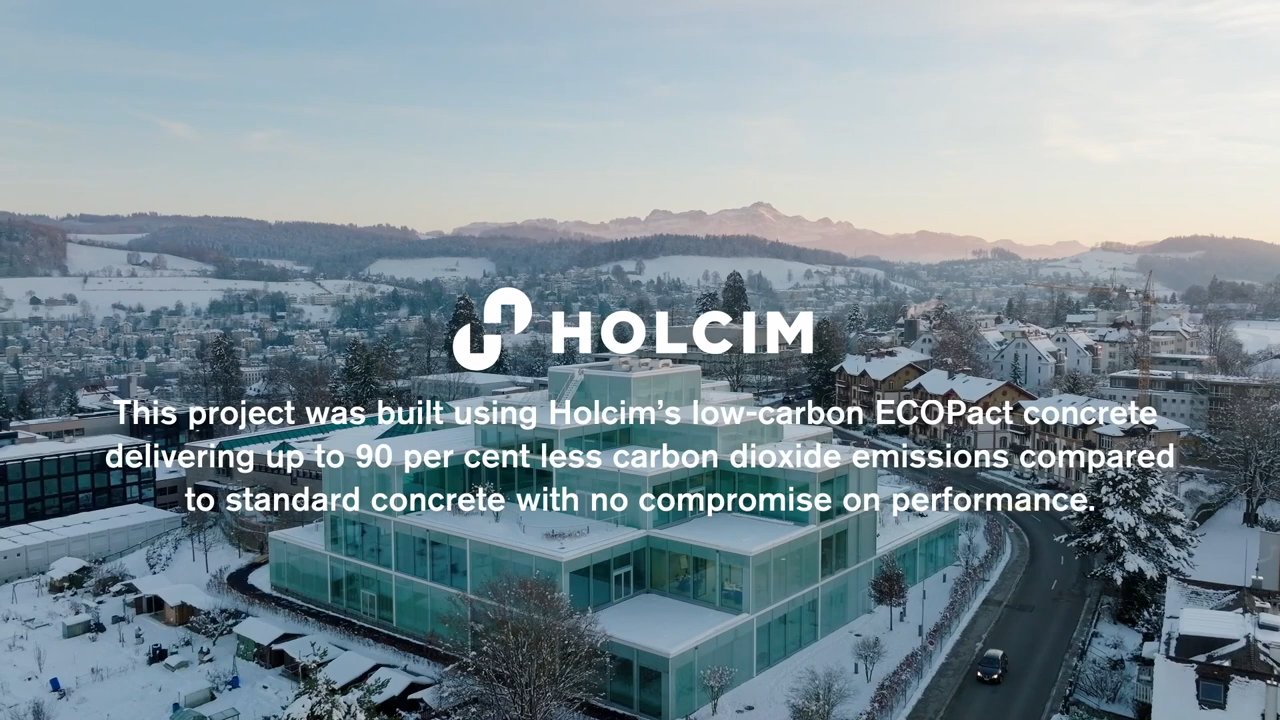 HOLCIM
This project was built using Holcim’s low-carbon ECOPact concrete
delivering up to 90 per cent less carbon dioxide emissions compared
to standard concrete with no compromise on performance.